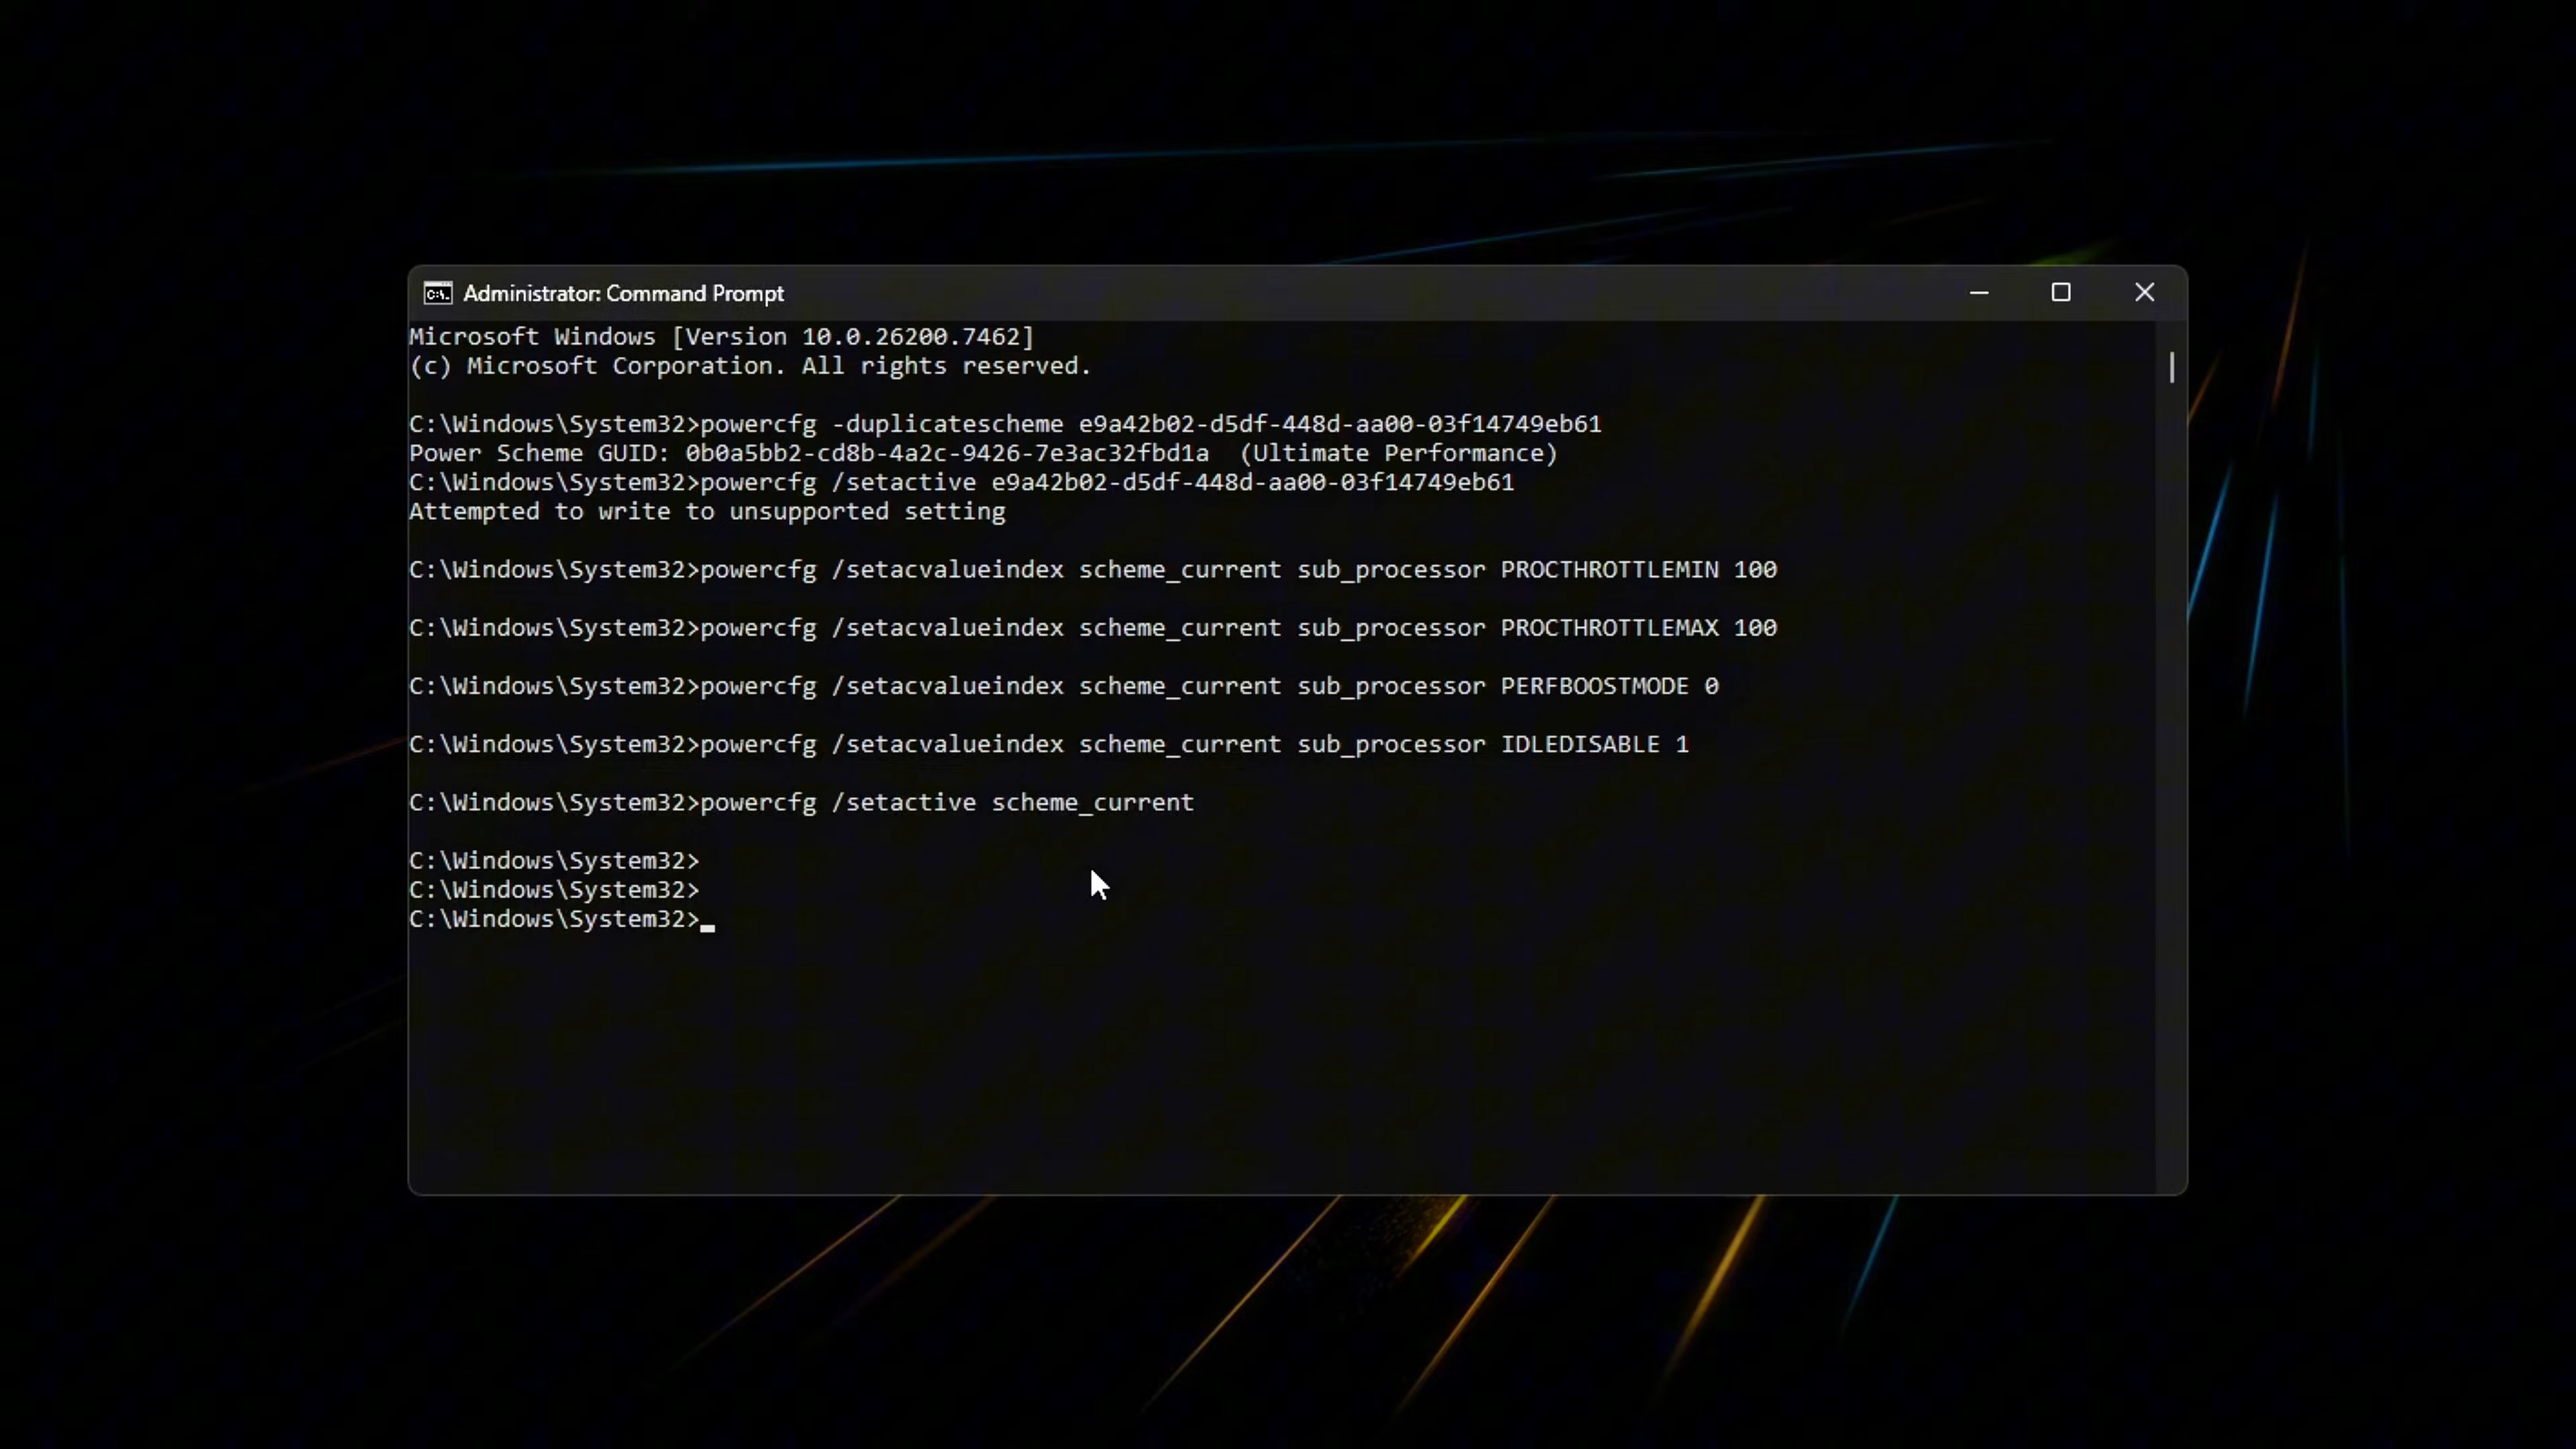 Administrator: Command Prompt
Microsoft Windows [Version 10.0.26200.7462]
(c) Microsoft Corporation. All rights reserved.
C:\Windows\System32>powercfg -duplicatescheme e9a42b02-d5df-448d-aa00-03f14749eb61
Power Scheme GUID: 0b0a5bb2-cd8b-4a2c-9426-7e3ac32fbd1a  (Ultimate Performance)
C:\Windows\System32>powercfg /setactive e9a42b02-d5df-448d-aa00-03f14749eb61
Attempted to write to unsupported setting
C:\Windows\System32>powercfg /setacvalueindex scheme_current sub_processor PROCTHROTTLEMIN 100
C:\Windows\System32>powercfg /setacvalueindex scheme_current sub_processor PROCTHROTTLEMAX 100
C:\Windows\System32>powercfg /setacvalueindex scheme_current sub_processor PERFBOOSTMODE 0
C:\Windows\System32>powercfg /setacvalueindex scheme_current sub_processor IDLEDISABLE 1
C:\Windows\System32>powercfg /setactive scheme_current
C:\Windows\System32>
C:\Windows\System32>
C:\Windows\System32>